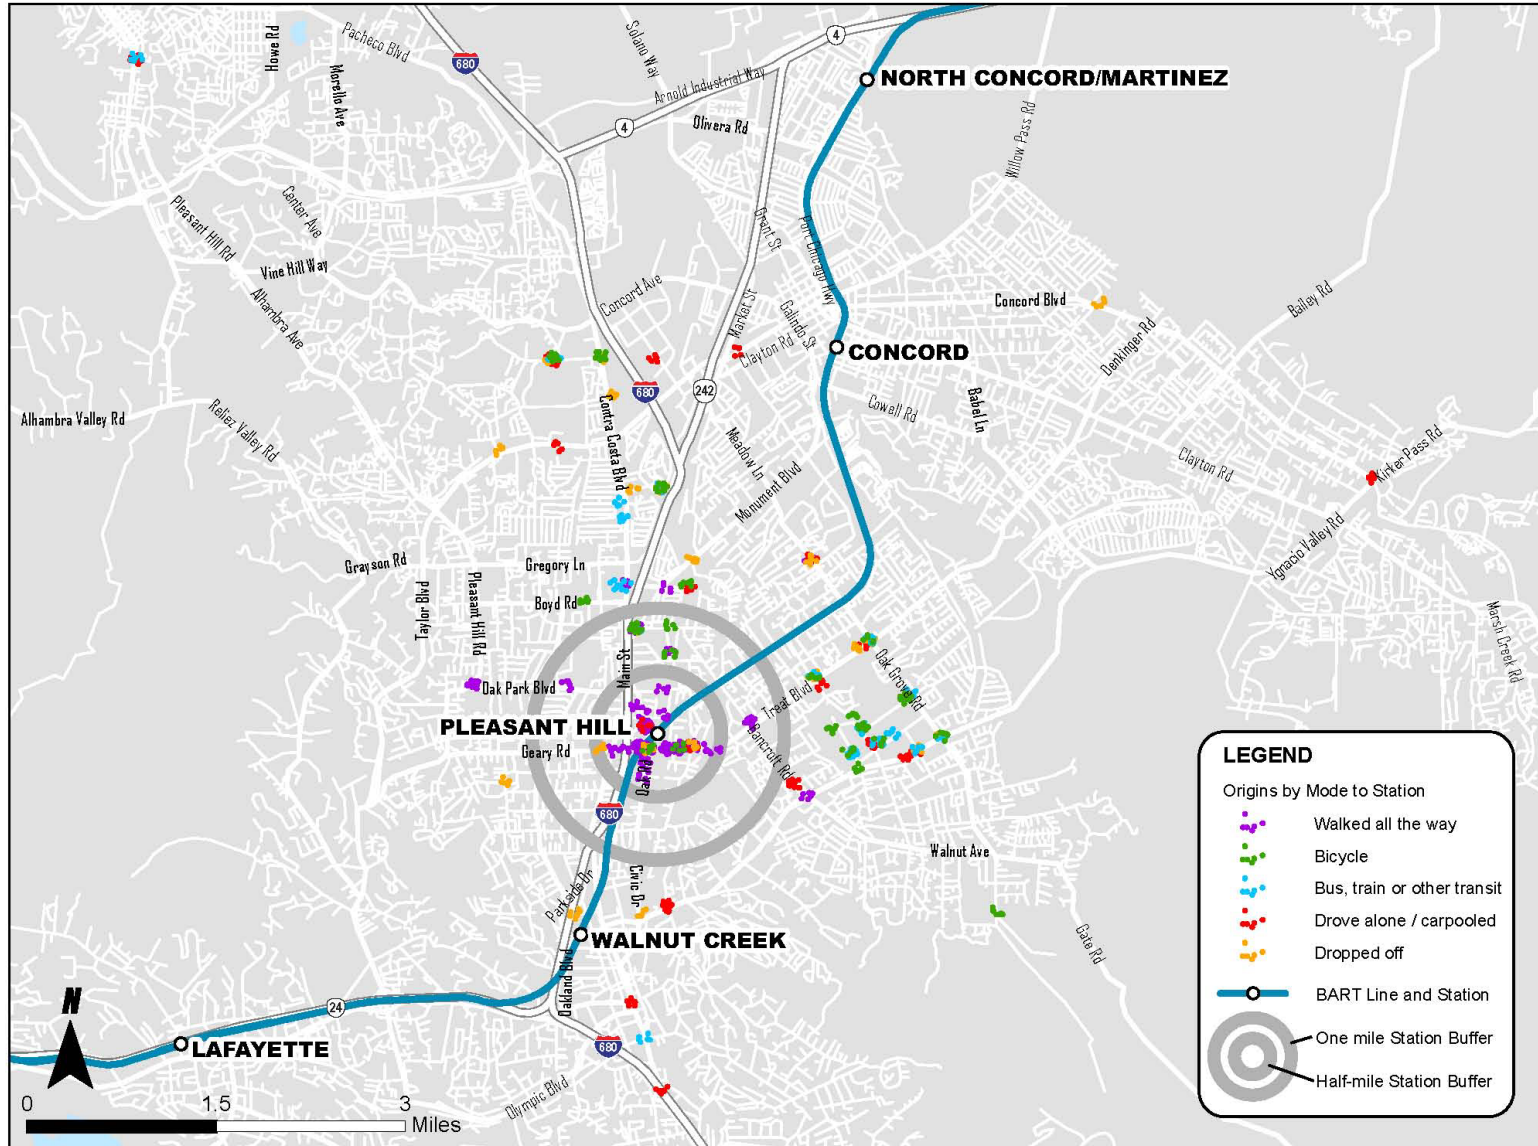 Howe Rd
Pacheco Blvd
Morello Ave
680
Solano Way
Arnold Industrial Way
4
4
Olivera Rd
NORTH CONCORD/MARTINEZ
Willow Pass Rd
Center Ave
Pleasant Hill Rd
Vine Hill Way
Alhambra Ave
Grant St
Port Chicago Hwy
Concord Ave
Market St
Galindo St
Clayton Rd
CONCORD
Concord Blvd
Denkinger Rd
Bailey Rd
680
242
Cowell Rd
Babel Ln
Alhambra Valley Rd
Reliez Valley Rd
Contra Costa Blvd
Meadow Ln
Monument Blvd
Clayton Rd
Kirker Pass Rd
Ygnacio Valley Rd
Grayson Rd
Gregory Ln
Boyd Rd
Taylor Blvd
Pleasant Hill Rd
Main St
Oak Park Blvd
Oak Grove Rd
Treat Blvd
Marsh Creek Rd
PLEASANT HILL
Geary Rd
Oak Rd
Bancroft Rd
680
Walnut Ave
Civic Dr
Parkside Dr
WALNUT CREEK
Gate Rd
Oakland Blvd
24
LAFAYETTE
680
Olympic Blvd
N
0 1.5 3
Miles
LEGEND
Origins by Mode to Station
Walked all the way
Bicycle
Bus, train or other transit
Drove alone / carpooled
Dropped off
BART Line and Station
One mile Station Buffer
Half-mile Station Buffer